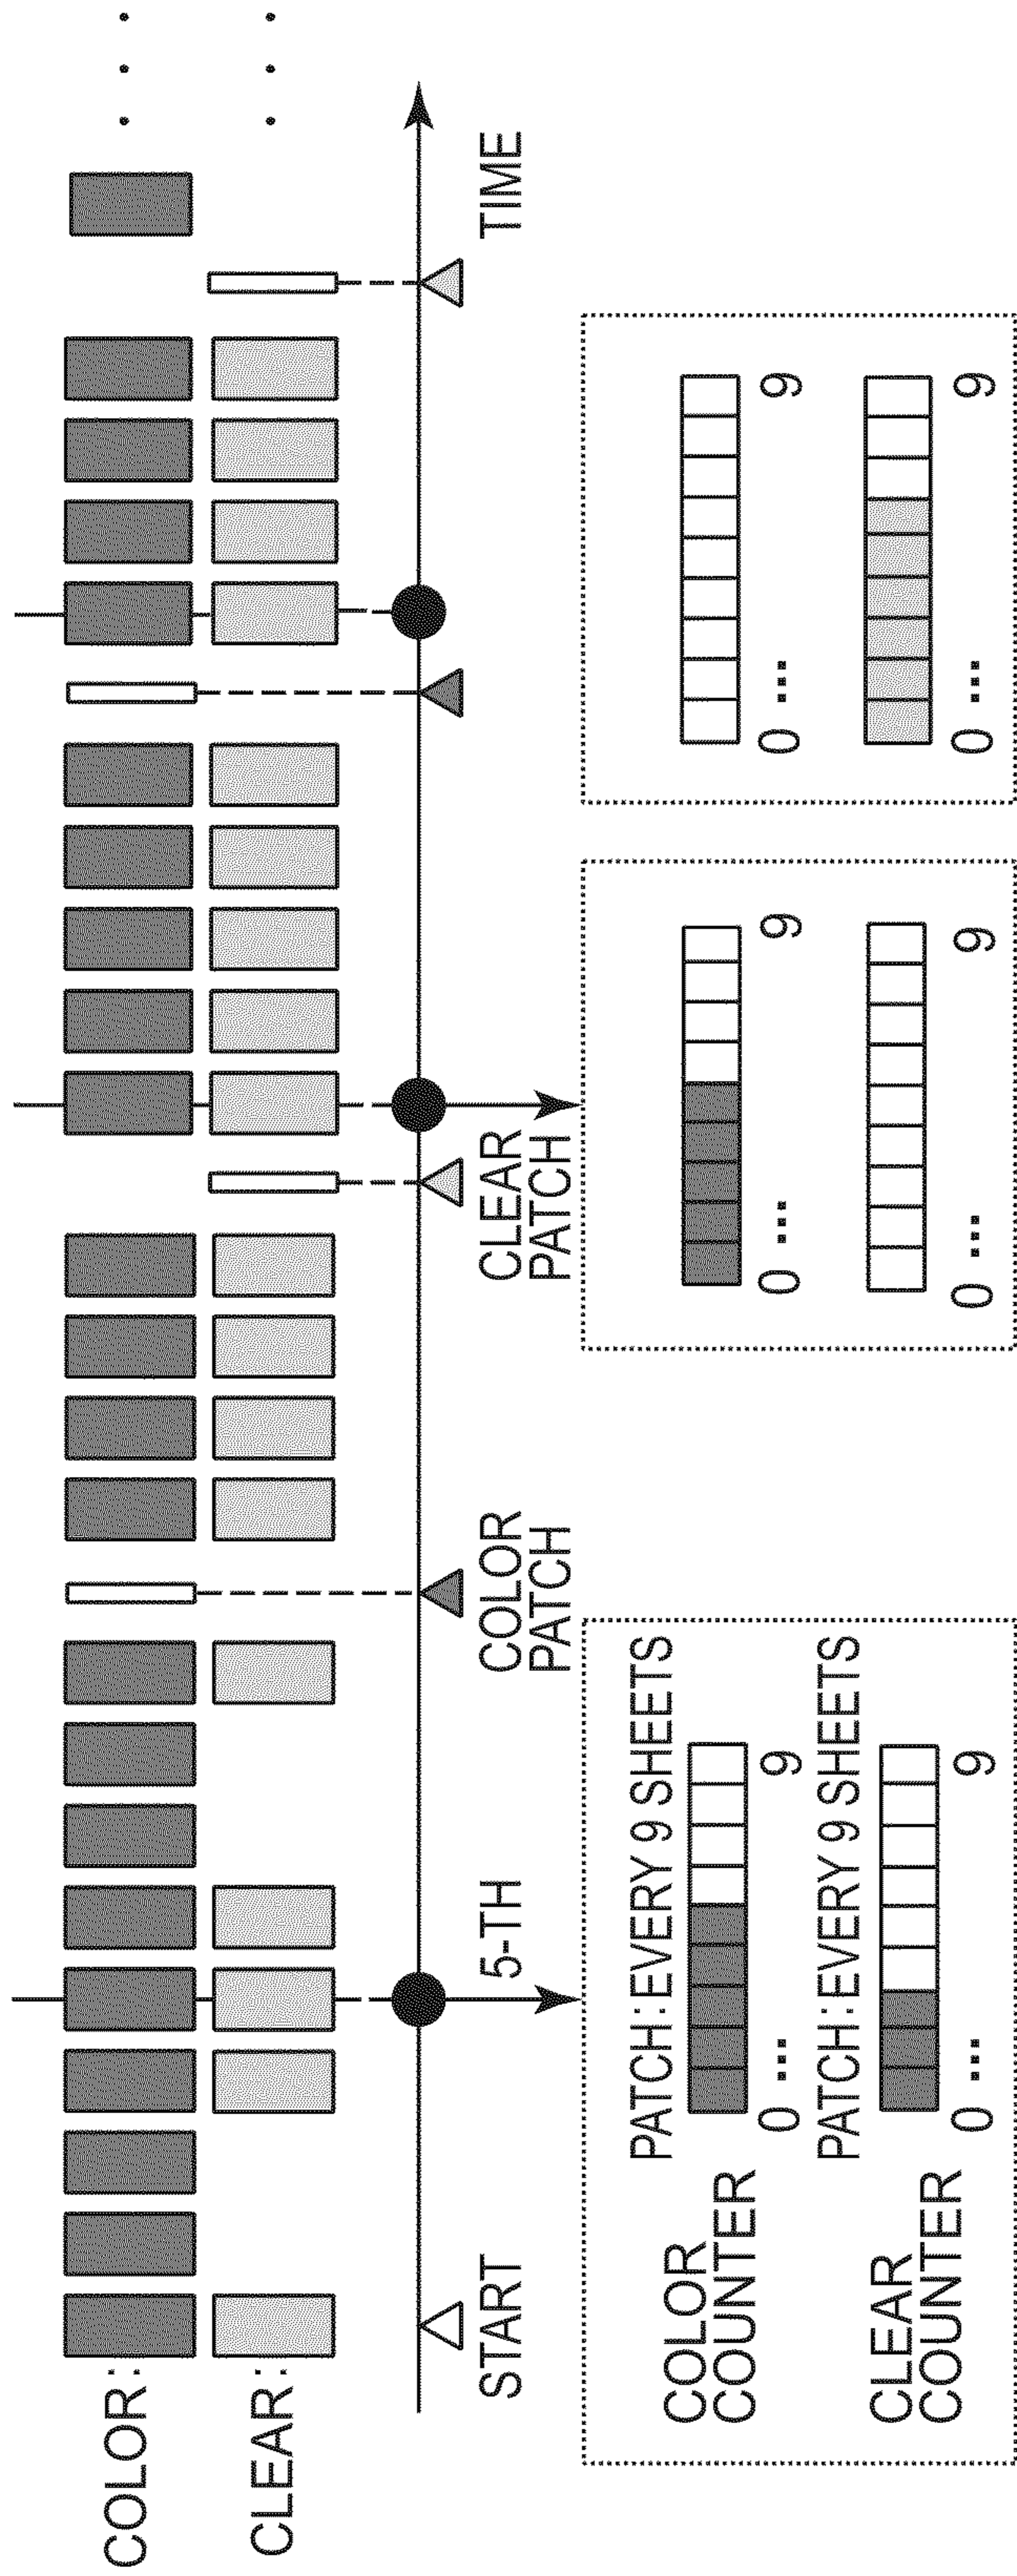 COLOR:
CLEAR:
START
5-TH
COLOR
PATCH
CLEAR
PATCH
TIME
PATCH:EVERY 9 SHEETS
COLOR
COUNTER
0 ... 9
PATCH:EVERY 9 SHEETS
CLEAR
COUNTER
0 ... 9
0 ... 9
0 ... 9
0 ... 9
0 ... 9